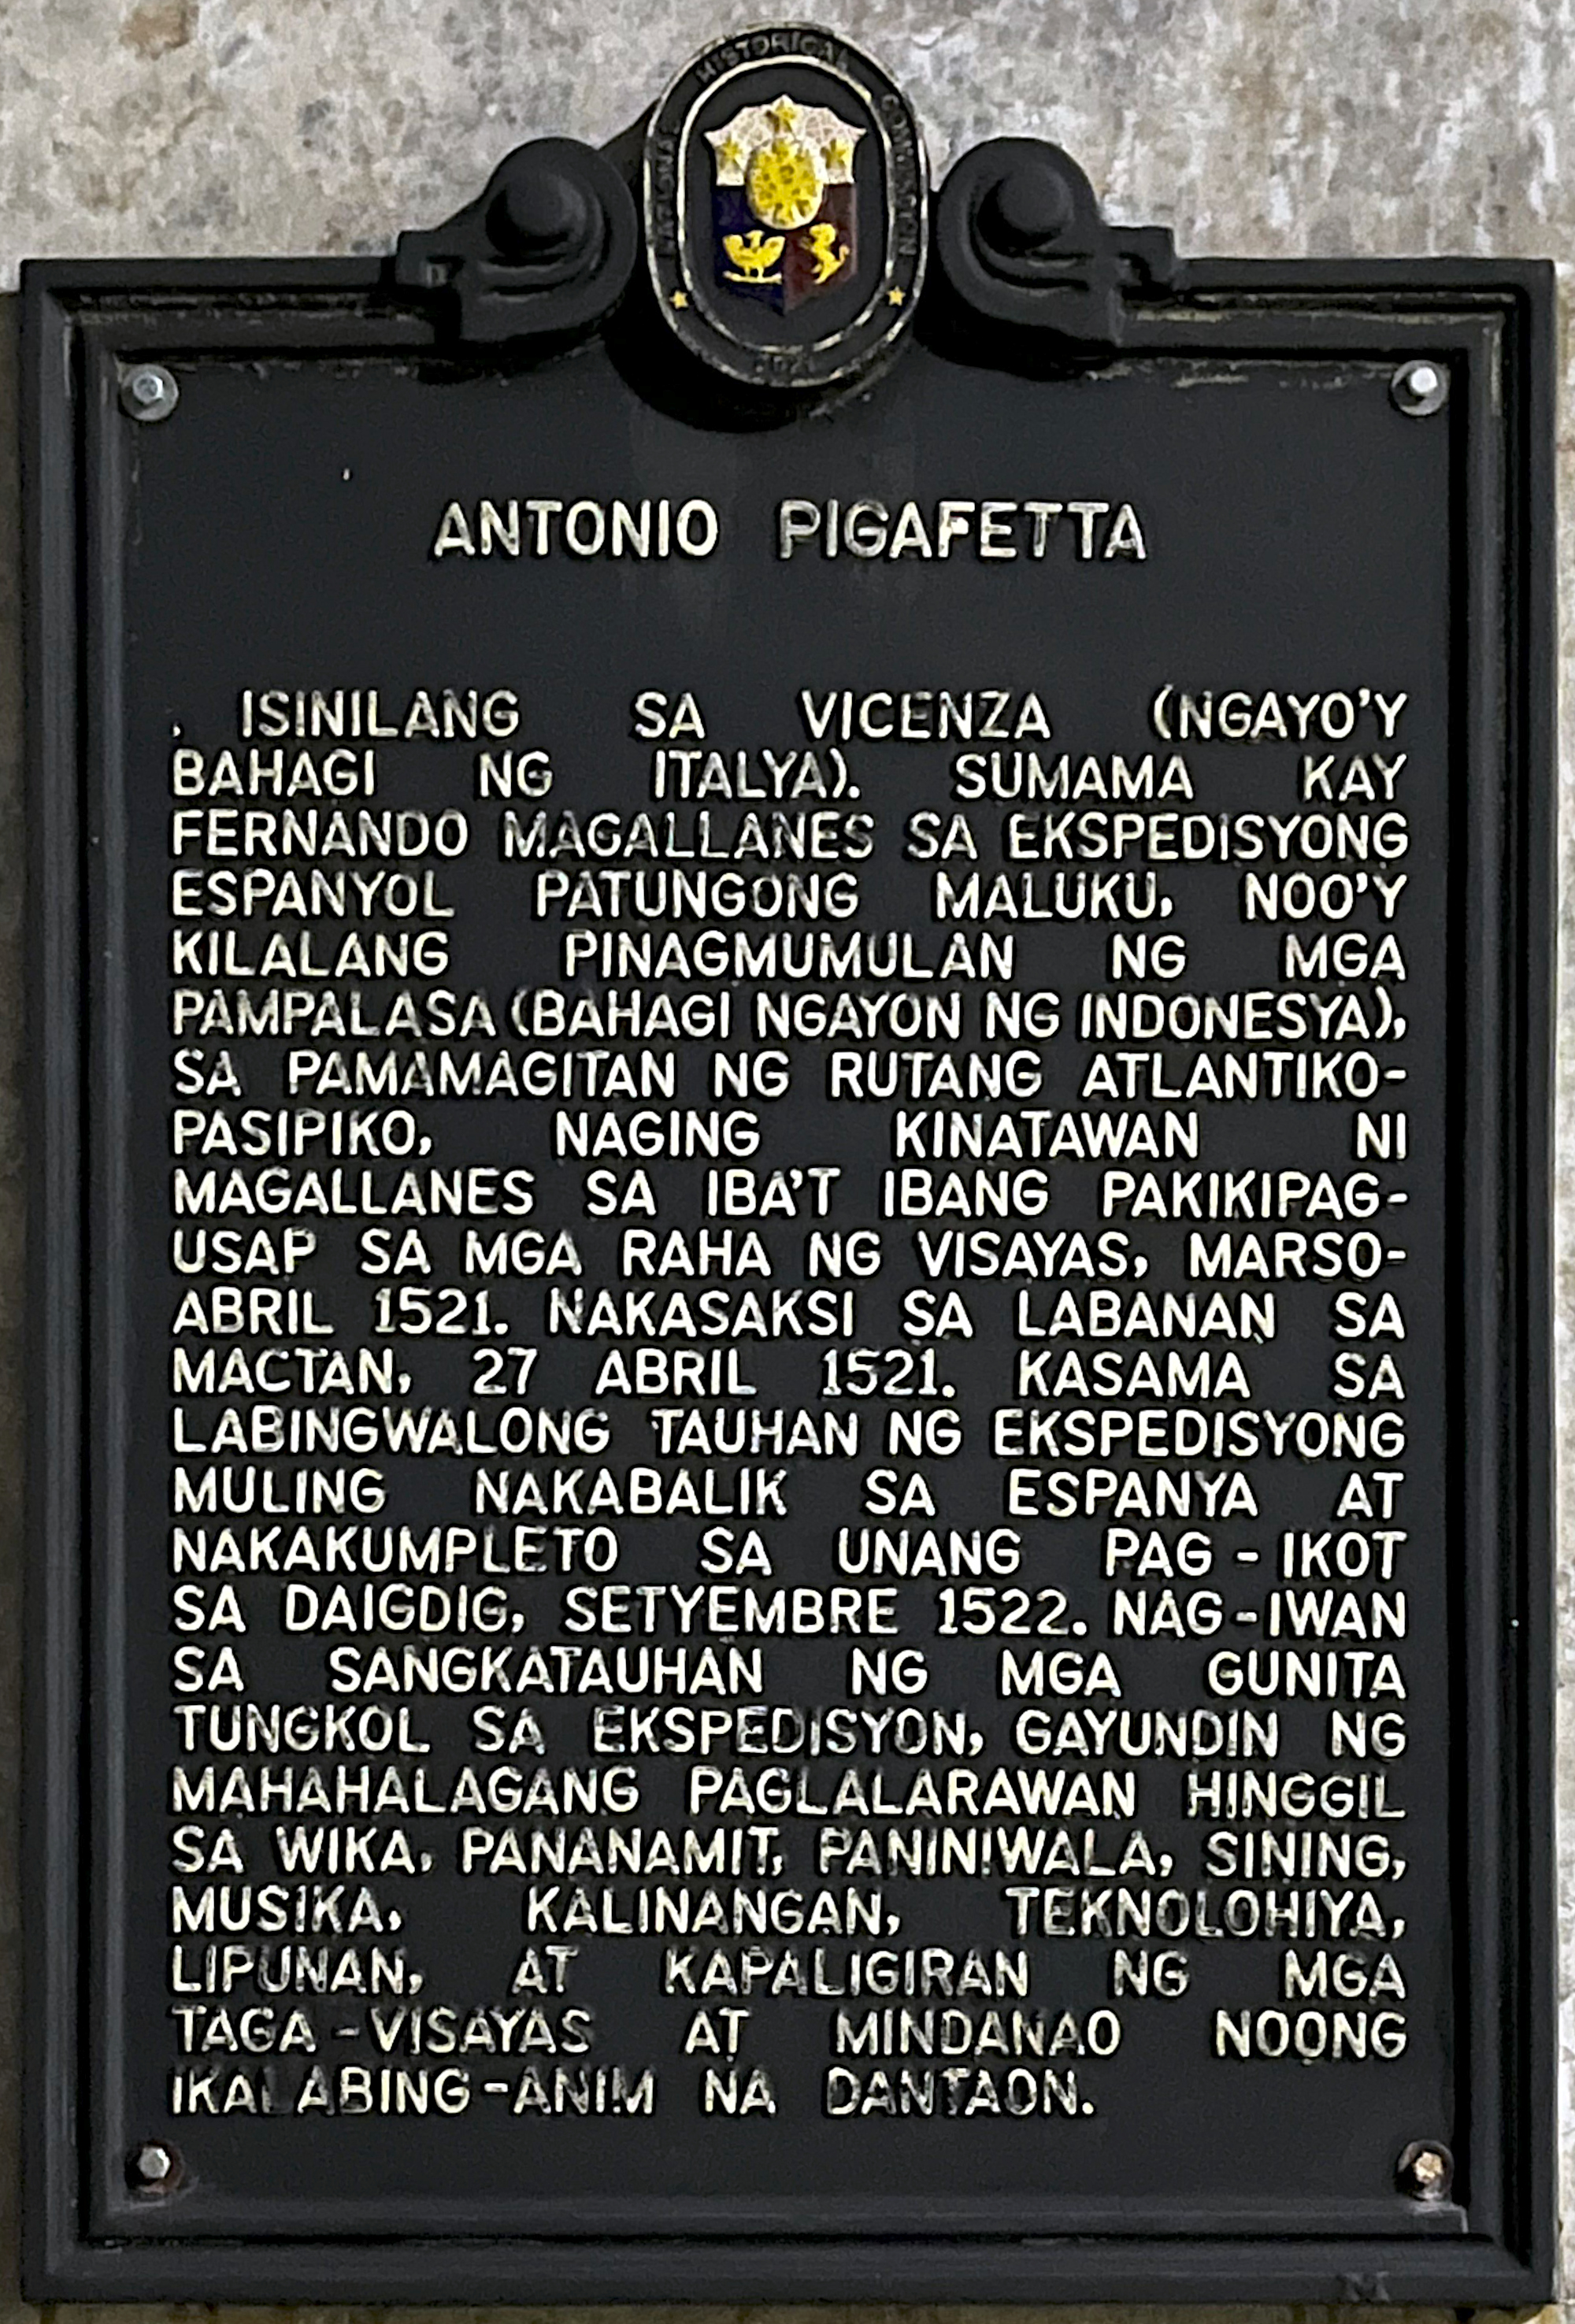 NATIONAL HISTORICAL COMMISSION
ANTONIO PIGAFETTA
ISINILANG SA VICENZA (NGAYO'Y
BAHAGI NG ITALYA). SUMAMA KAY
FERNANDO MAGALLANES SA EKSPEDISYONG
ESPANYOL PATUNGONG MALUKU, NOO'Y
KILALANG PINAGMUMULAN NG MGA
PAMPALASA (BAHAGI NGAYON NG INDONESYA),
SA PAMAMAGITAN NG RUTANG ATLANTIKO-
PASIPIKO, NAGING KINATAWAN NI
MAGALLANES SA IBA'T IBANG PAKIKIPAG-
USAP SA MGA RAHA NG VISAYAS, MARSO-
ABRIL 1521. NAKASAKSI SA LABANAN SA
MACTAN, 27 ABRIL 1521. KASAMA SA
LABINGWALONG TAUHAN NG EKSPEDISYONG
MULING NAKABALIK SA ESPANYA AT
NAKAKUMPLETO SA UNANG PAG-IKOT
SA DAIGDIG, SETYEMBRE 1522. NAG-IWAN
SA SANGKATAUHAN NG MGA GUNITA
TUNGKOL SA EKSPEDISYON, GAYUNDIN NG
MAHAHALAGANG PAGLALARAWAN HINGGIL
SA WIKA, PANANAMIT, PANINIWALA, SINING,
MUSIKA, KALINANGAN, TEKNOLOHIYA,
LIPUNAN, AT KAPALIGIRAN NG MGA
TAGA-VISAYAS AT MINDANAO NOONG
IKALABING-ANIM NA DANTAON.